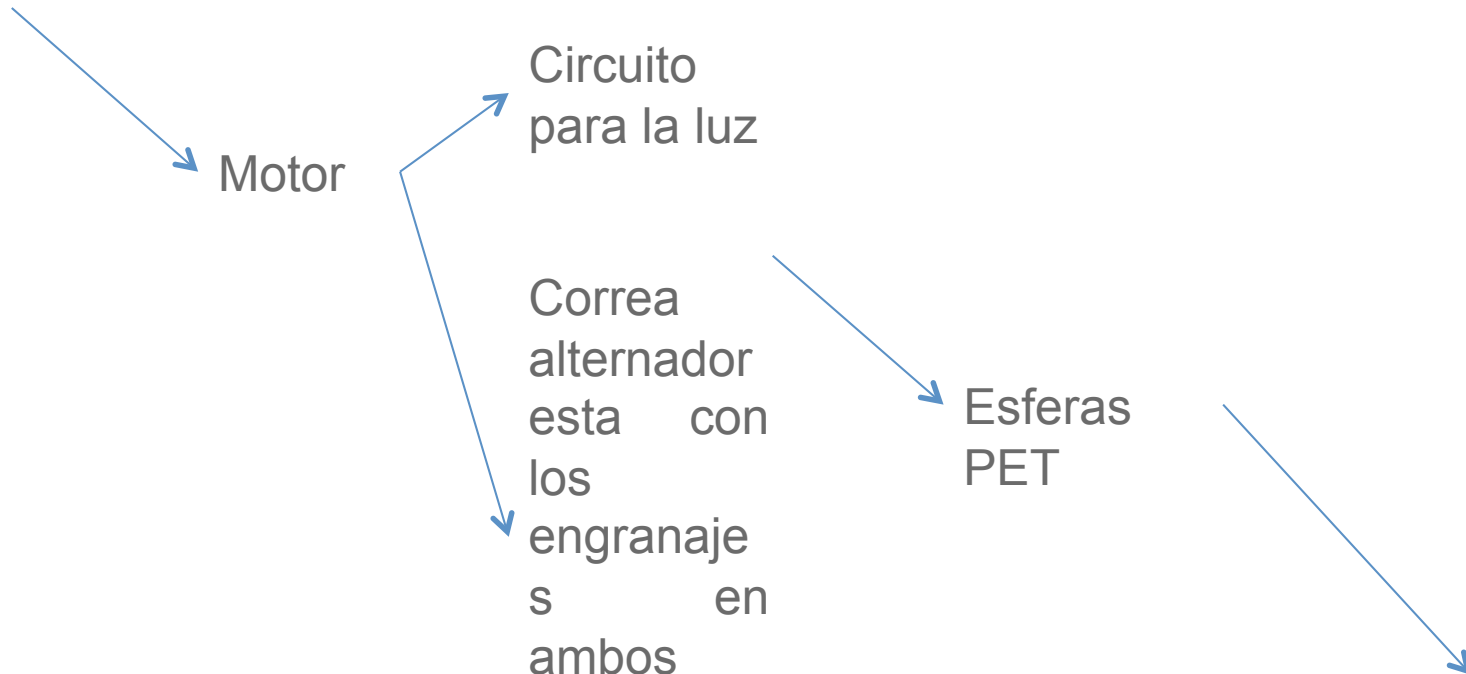 Circuito
para la luz
Motor
Correa
alternador
esta con
los
engranaje
s en
ambos
Esferas
PET